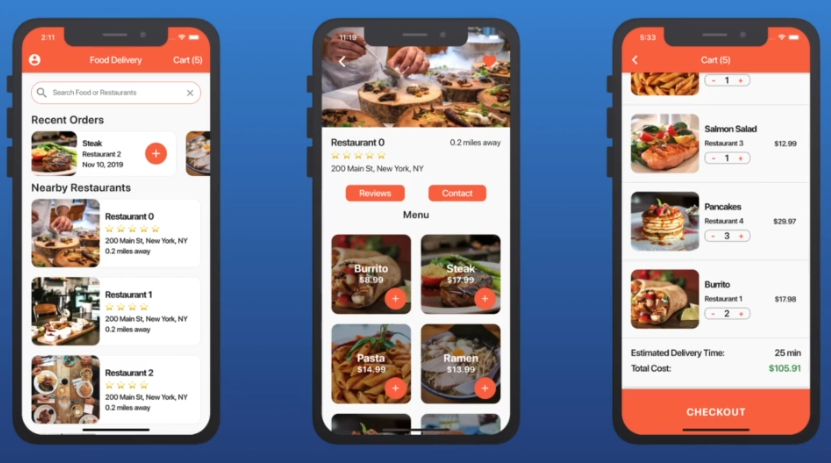 2:11
Food Delivery
Cart (5)
Search Food or Restaurants
Recent Orders
Steak
Restaurant 2
Nov 10, 2019
+
Nearby Restaurants
Restaurant 0
200 Main St, New York, NY
0.2 miles away
Restaurant 1
200 Main St, New York, NY
0.2 miles away
Restaurant 2
200 Main St, New York, NY
0.2 miles away
11:19
Restaurant 0
0.2 miles away
200 Main St, New York, NY
Reviews
Contact
Menu
Burrito
$8.99
+
Steak
$17.99
+
Pasta
$14.99
+
Ramen
$13.99
+
5:33
Cart (5)
- 1 +
Salmon Salad
Restaurant 3
$12.99
- 1 +
Pancakes
Restaurant 4
$29.97
- 3 +
Burrito
Restaurant 1
$17.98
- 2 +
Estimated Delivery Time: 25 min
Total Cost: $105.91
CHECKOUT